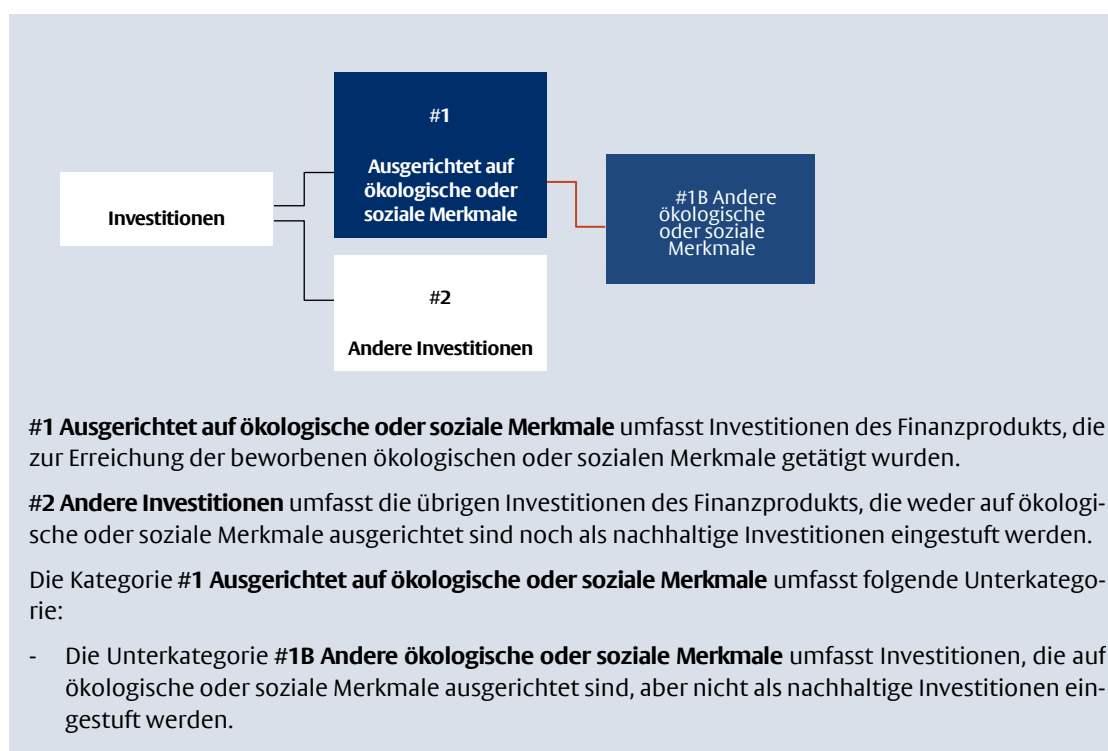 #1
Ausgerichtet auf
ökologische oder
soziale Merkmale
Investitionen
#1B Andere
ökologische
oder soziale
Merkmale
#2
Andere Investitionen
#1 Ausgerichtet auf ökologische oder soziale Merkmale umfasst Investitionen des Finanzprodukts, die
zur Erreichung der beworbenen ökologischen oder sozialen Merkmale getätigt wurden.
#2 Andere Investitionen umfasst die übrigen Investitionen des Finanzprodukts, die weder auf ökologi-
sche oder soziale Merkmale ausgerichtet sind noch als nachhaltige Investitionen eingestuft werden.
Die Kategorie #1 Ausgerichtet auf ökologische oder soziale Merkmale umfasst folgende Unterkatego-
rie:
- Die Unterkategorie #1B Andere ökologische oder soziale Merkmale umfasst Investitionen, die auf
ökologische oder soziale Merkmale ausgerichtet sind, aber nicht als nachhaltige Investitionen ein-
gestuft werden.